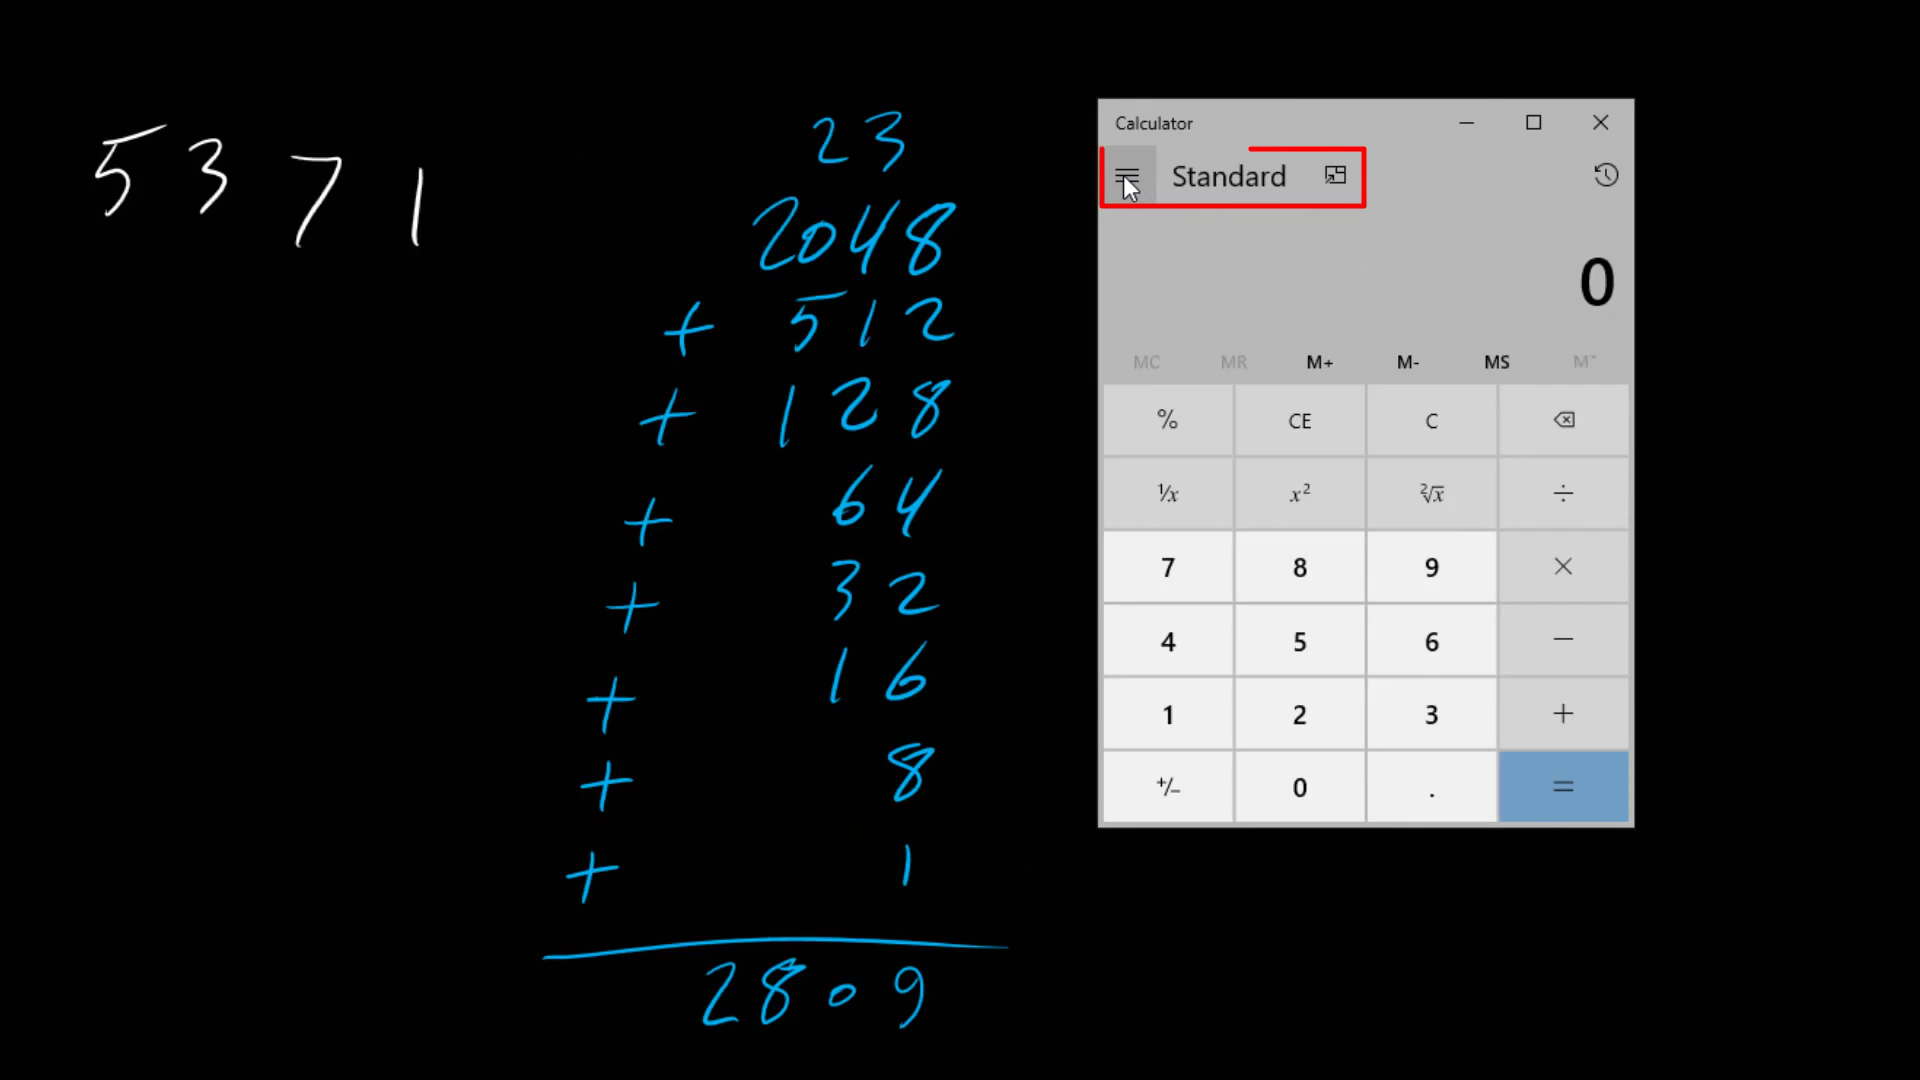 5371
23
2048
+ 512
+ 128
+ 64
+ 32
+ 16
+ 8
+ 1
2809
Calculator
Standard
0
MC MR M+ M- MS M˅
% CE C
¹/x x² ²√x ÷
7 8 9 ×
4 5 6 −
1 2 3 +
+/− 0 . =